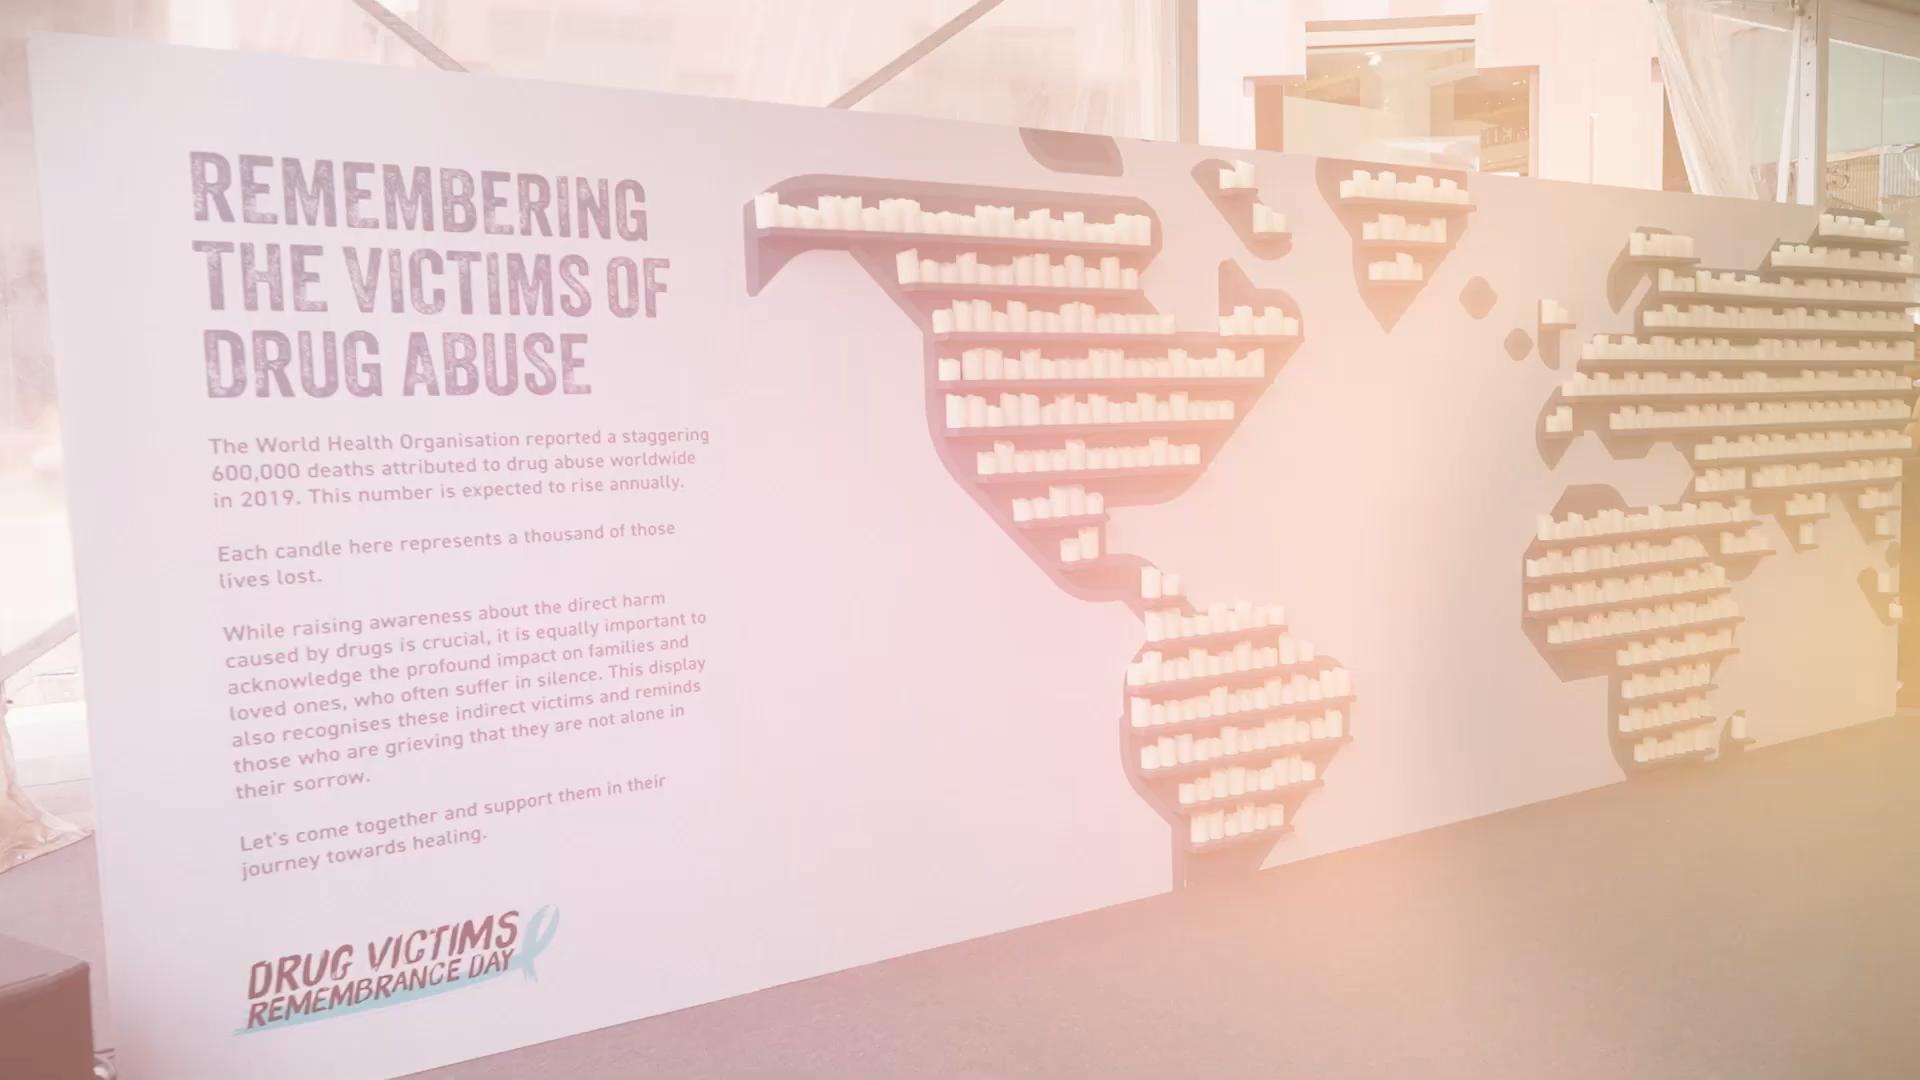 REMEMBERING
THE VICTIMS OF
DRUG ABUSE
The World Health Organisation reported a staggering
600,000 deaths attributed to drug abuse worldwide
in 2019. This number is expected to rise annually.
Each candle here represents a thousand of those
lives lost.
While raising awareness about the direct harm
caused by drugs is crucial, it is equally important to
acknowledge the profound impact on families and
loved ones, who often suffer in silence. This display
also recognises these indirect victims and reminds
those who are grieving that they are not alone in
their sorrow.
Let's come together and support them in their
journey towards healing.
DRUG VICTIMS
REMEMBRANCE DAY